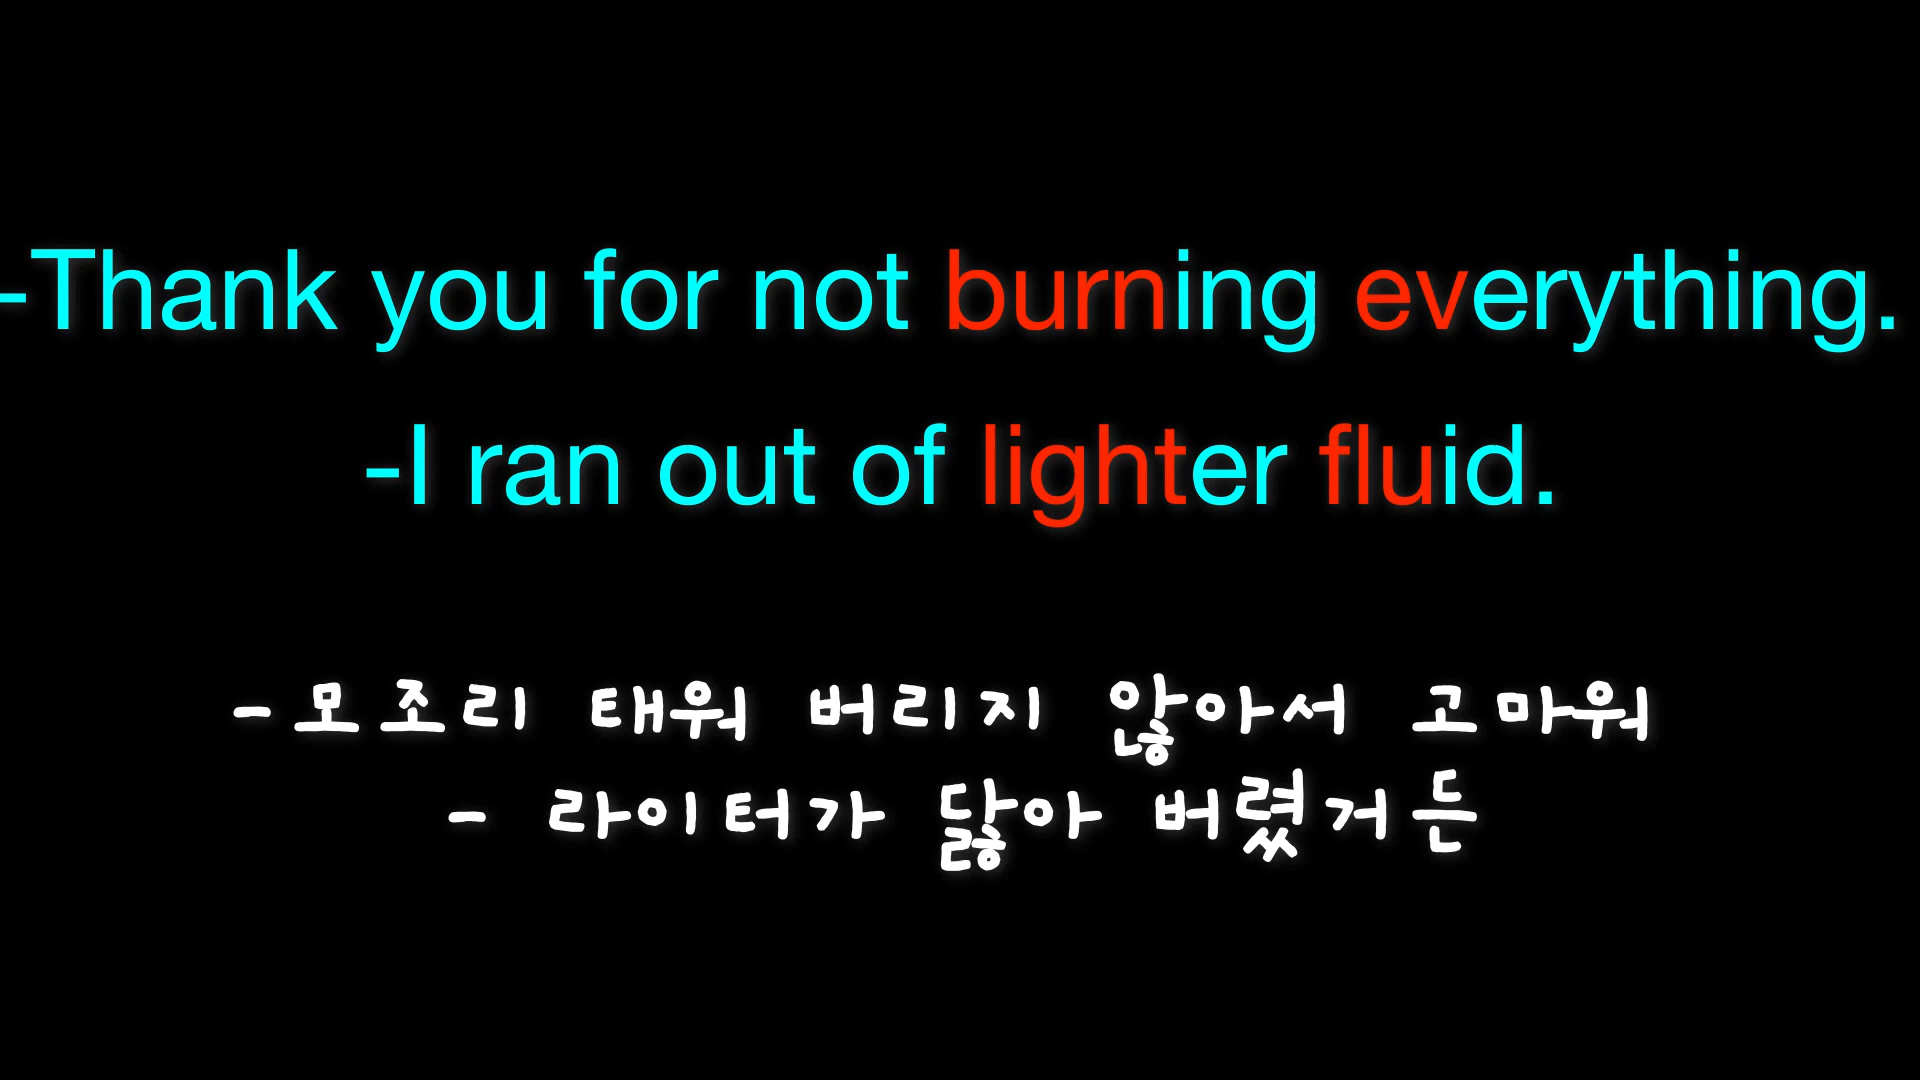 -Thank you for not burning everything.
-I ran out of lighter fluid.
-모조리 태워 버리지 않아서 고마워
- 라이터가 닳아 버렸거든